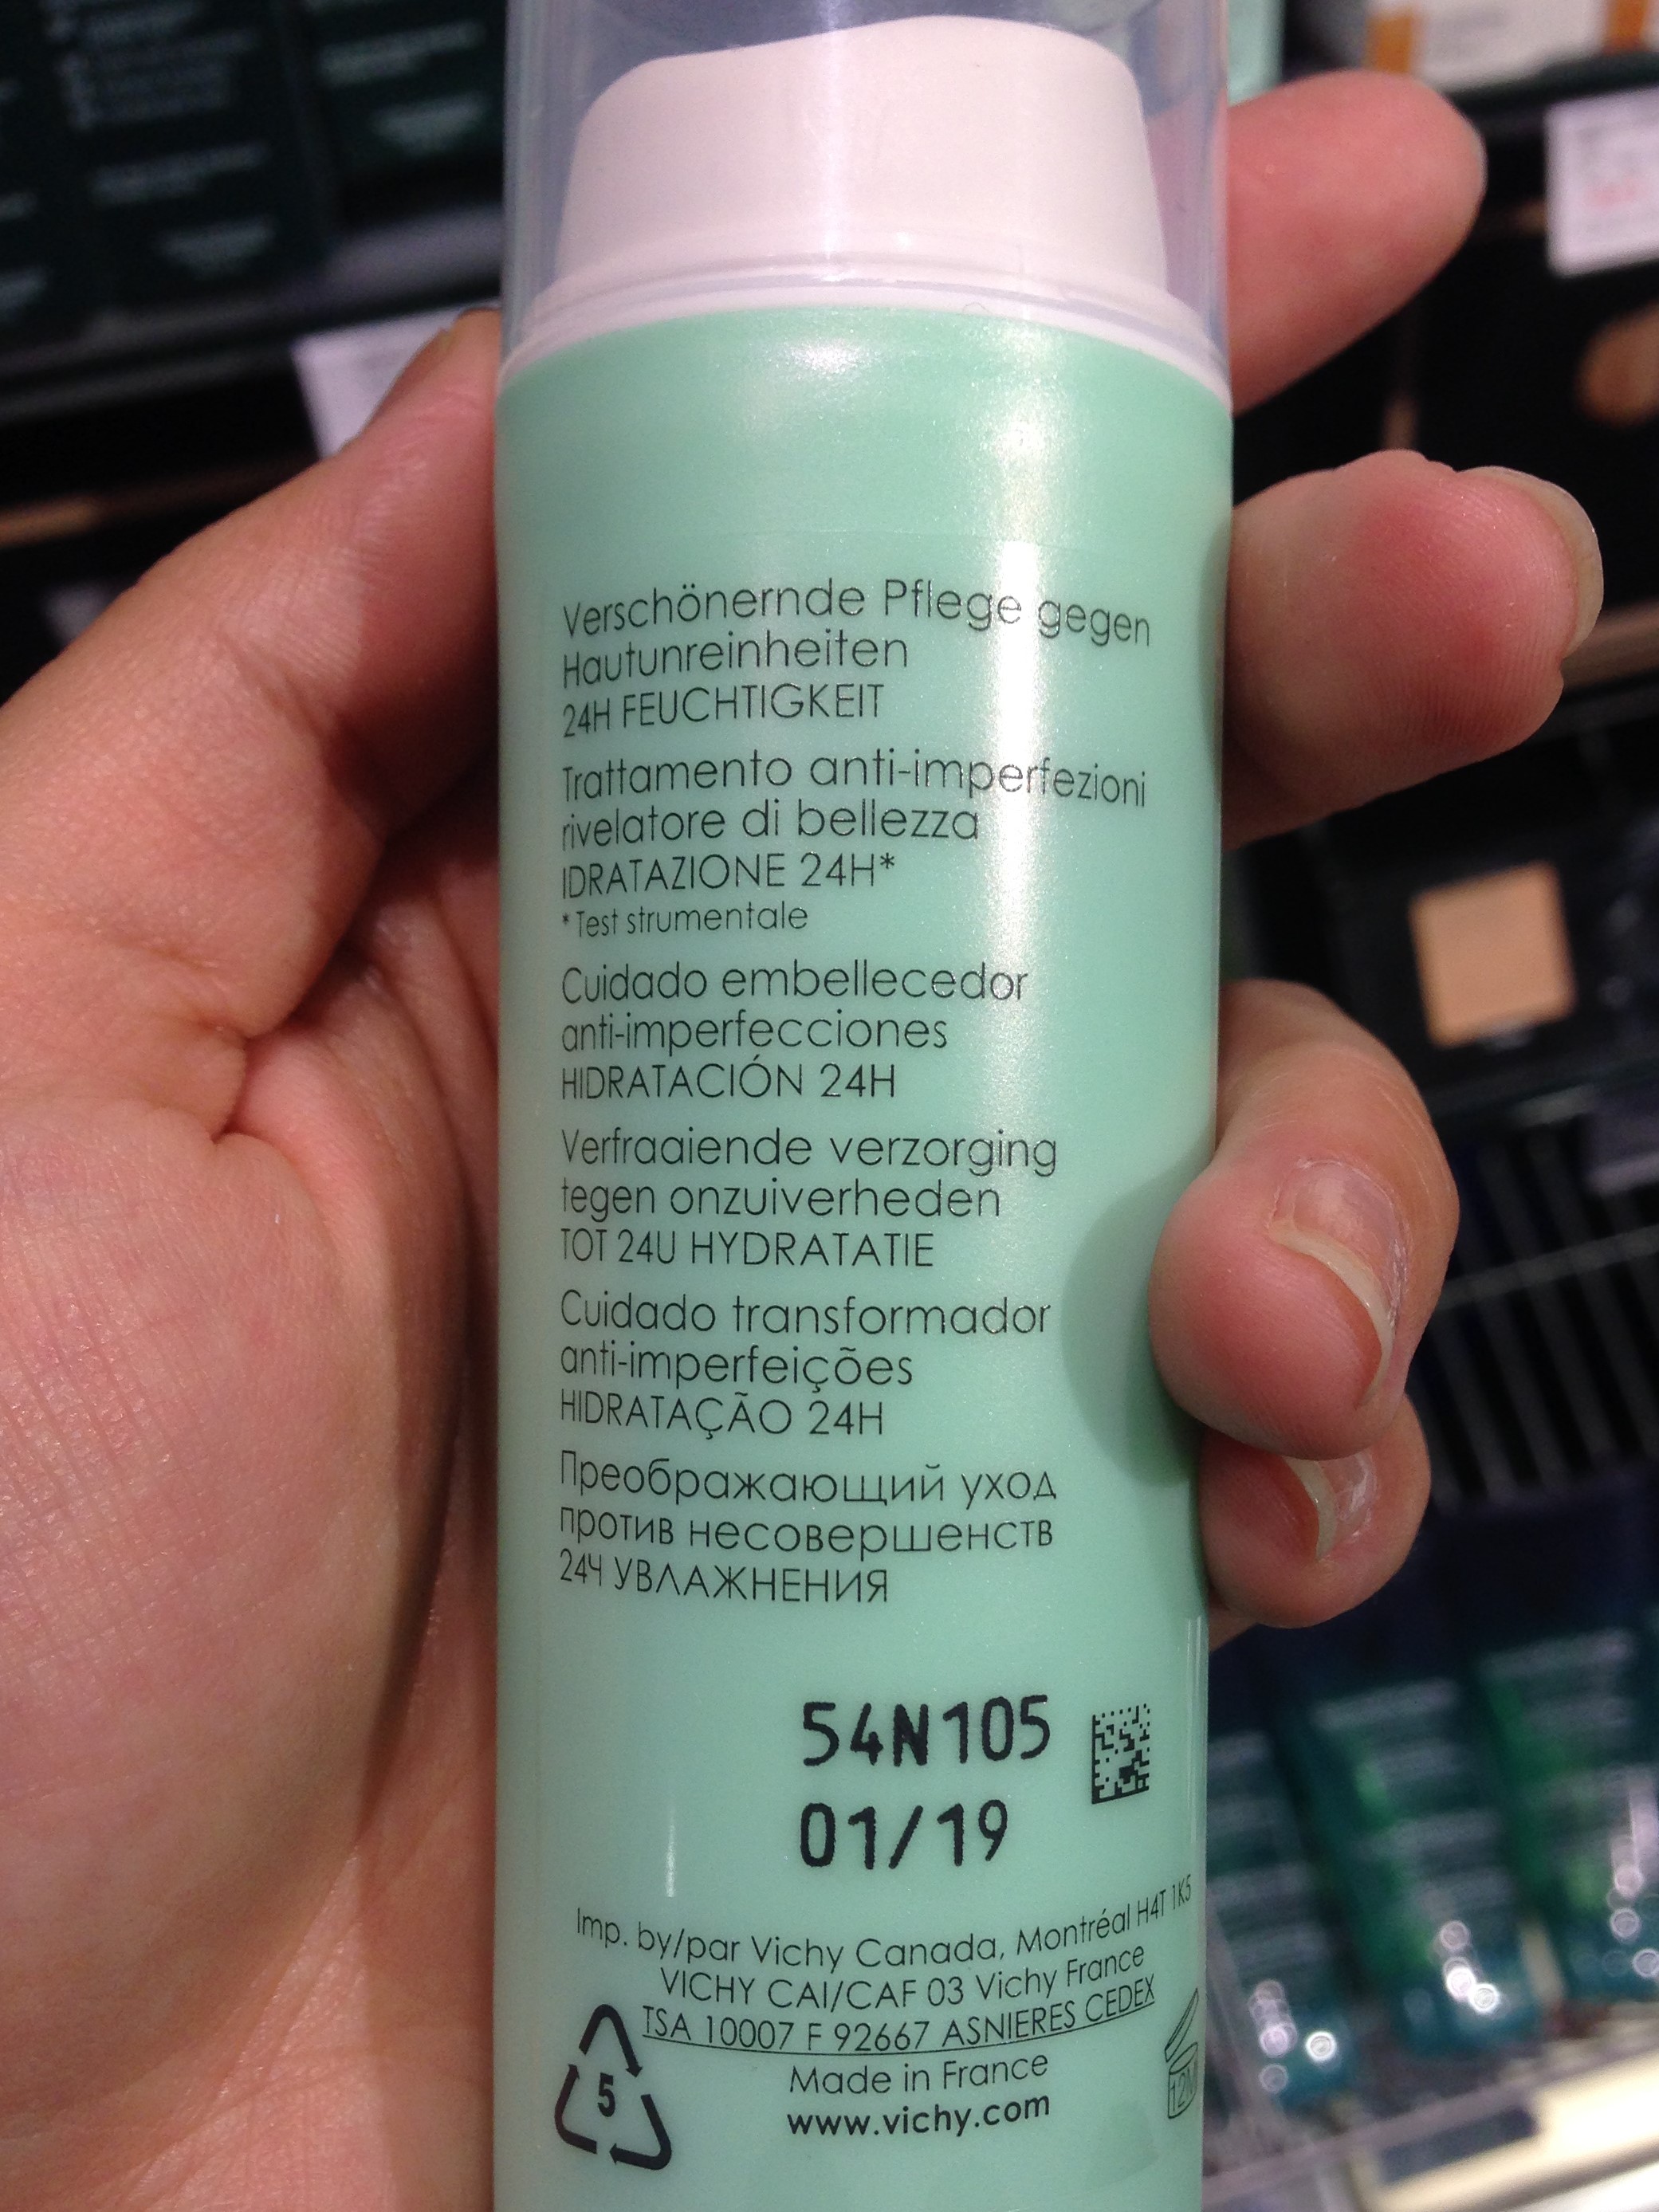 Verschönernde Pflege gegen
Hautunreinheiten
24H FEUCHTIGKEIT
Trattamento anti-imperfezioni
rivelatore di bellezza
IDRATAZIONE 24H*
*Test strumentale
Cuidado embellecedor
anti-imperfecciones
HIDRATACIÓN 24H
Verfraaiende verzorging
tegen onzuiverheden
TOT 24U HYDRATATIE
Cuidado transformador
anti-imperfeições
HIDRATAÇÃO 24H
Преображающий уход
против несовершенств
24Ч УВЛАЖНЕНИЯ
54N105
01/19
Imp. by/par Vichy Canada, Montréal H4T 1K5
VICHY CAI/CAF 03 Vichy France
TSA 10007 F 92667 ASNIERES CEDEX
Made in France
www.vichy.com
5
12M